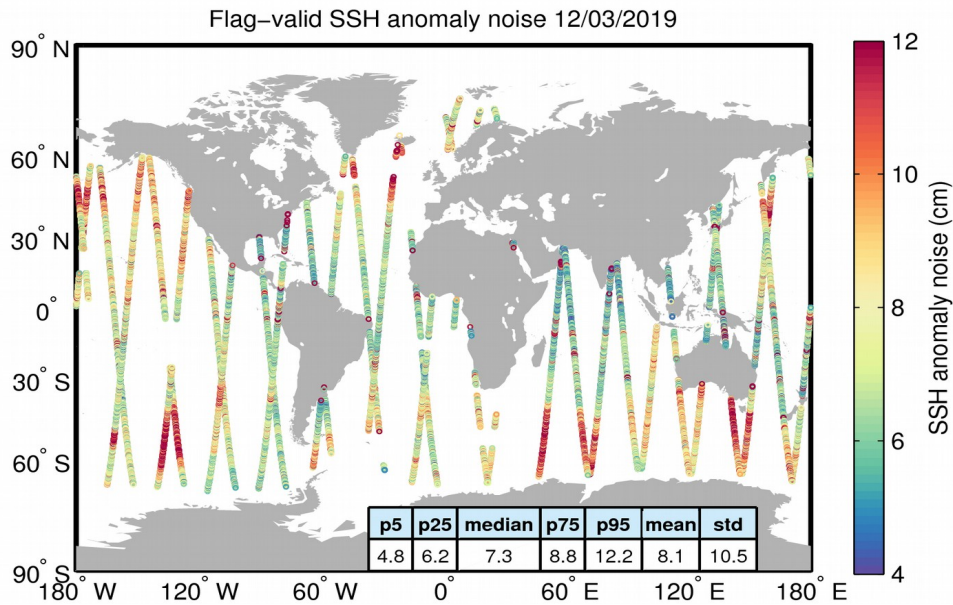 Flag−valid SSH anomaly noise 12/03/2019
90° N
60° N
30° N
0°
30° S
60° S
90° S
180° W 120° W 60° W 0° 60° E 120° E 180° E
p5 p25 median p75 p95 mean std
4.8 6.2 7.3 8.8 12.2 8.1 10.5
12
10
8
6
4
SSH anomaly noise (cm)